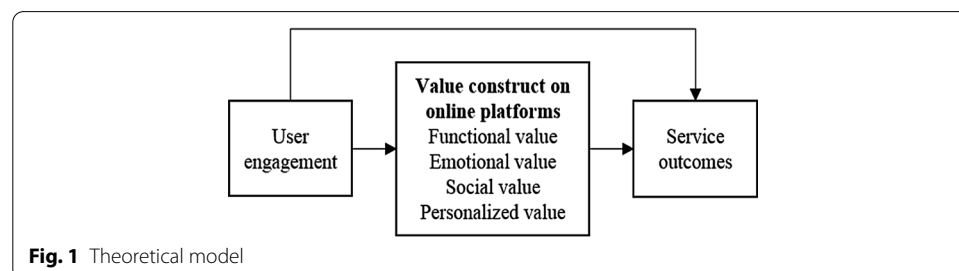 User
engagement
Value construct on
online platforms
Functional value
Emotional value
Social value
Personalized value
Service
outcomes
Fig. 1 Theoretical model